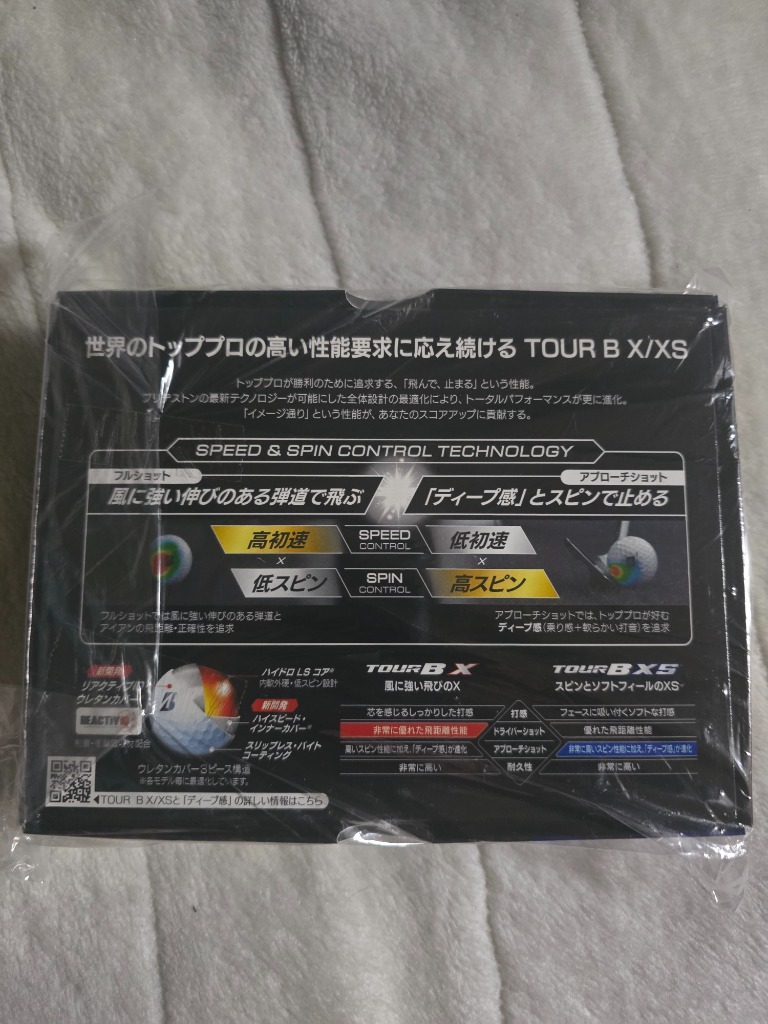 世界のトッププロの高い性能要求に応え続ける TOUR B X/XS
トッププロが勝利のために追求する、「飛んで、止まる」という性能。
ブリヂストンの最新テクノロジーが可能にした全体設計の最適化により、トータルパフォーマンスが更に進化。
「イメージ通り」という性能が、あなたのスコアアップに貢献する。
SPEED & SPIN CONTROL TECHNOLOGY
フルショット
風に強い伸びのある弾道で飛ぶ
アプローチショット
「ディープ感」とスピンで止める
高初速
SPEED
CONTROL
低初速
×
×
低スピン
SPIN
CONTROL
高スピン
フルショットでは風に強い伸びのある弾道と
アイアンの飛距離・正確性を追求
アプローチショットでは、トッププロが好む
ディープ感(乗り感+軟らかい打音)を追求
新開発
リアクティブiQ
ウレタンカバー
REACTIV iQ
B
ハイドロ LS コア®
内軟外硬・低スピン設計
新開発
ハイスピード・
インナーカバー®
スリップレス・バイト
コーティング
ウレタンカバー3ピース構造
※各モデル毎に最適化しています。
TOUR B X/XSと「ディープ感」の詳しい情報はこちら
TOUR B X
風に強い飛びのX
TOUR B XS
スピンとソフトフィールのXS
芯を感じるしっかりした打感
打感
フェースに吸い付くソフトな打感
非常に優れた飛距離性能
ドライバーショット
優れた飛距離性能
高いスピン性能に加え、「ディープ感」が進化
アプローチショット
非常に高いスピン性能に加え、「ディープ感」が進化
非常に高い
耐久性
非常に高い